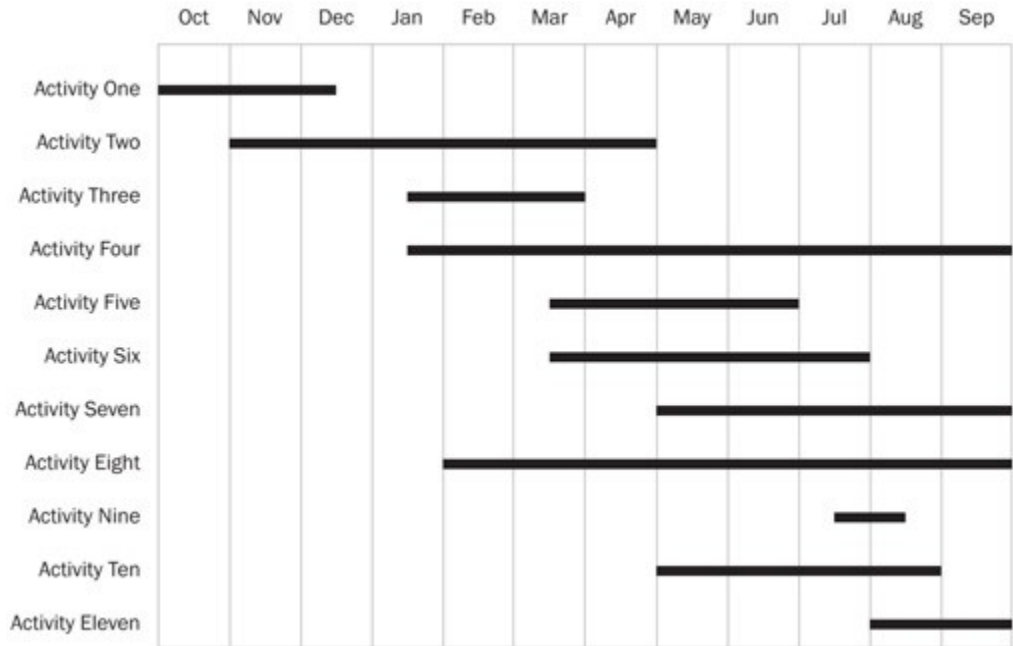 Oct Nov Dec Jan Feb Mar Apr May Jun Jul Aug Sep
Activity One
Activity Two
Activity Three
Activity Four
Activity Five
Activity Six
Activity Seven
Activity Eight
Activity Nine
Activity Ten
Activity Eleven